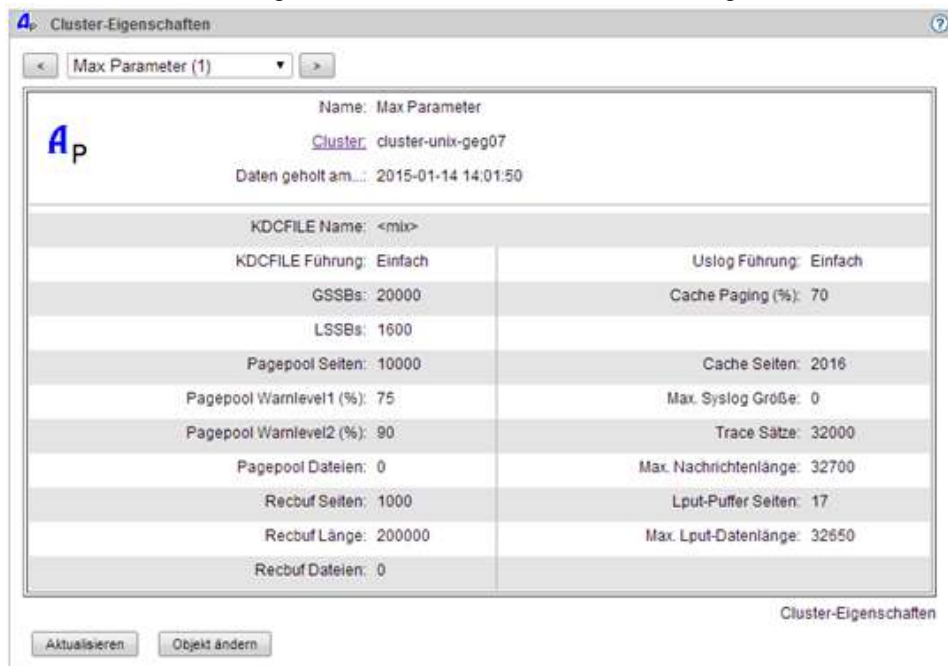 Ap Cluster-Eigenschaften ?
< Max Parameter (1) ▼ >
AP
Name: Max Parameter
Cluster: cluster-unix-geg07
Daten geholt am...: 2015-01-14 14:01:50
KDCFILE Name: <mix>
KDCFILE Führung: Einfach Uslog Führung: Einfach
GSSBs: 20000 Cache Paging (%): 70
LSSBs: 1600
Pagepool Seiten: 10000 Cache Seiten: 2016
Pagepool Warnlevel1 (%): 75 Max. Syslog Größe: 0
Pagepool Warnlevel2 (%): 90 Trace Sätze: 32000
Pagepool Dateien: 0 Max. Nachrichtenlänge: 32700
Recbuf Seiten: 1000 Lput-Puffer Seiten: 17
Recbuf Länge: 200000 Max. Lput-Datenlänge: 32650
Recbuf Dateien: 0
Cluster-Eigenschaften
Aktualisieren Objekt ändern